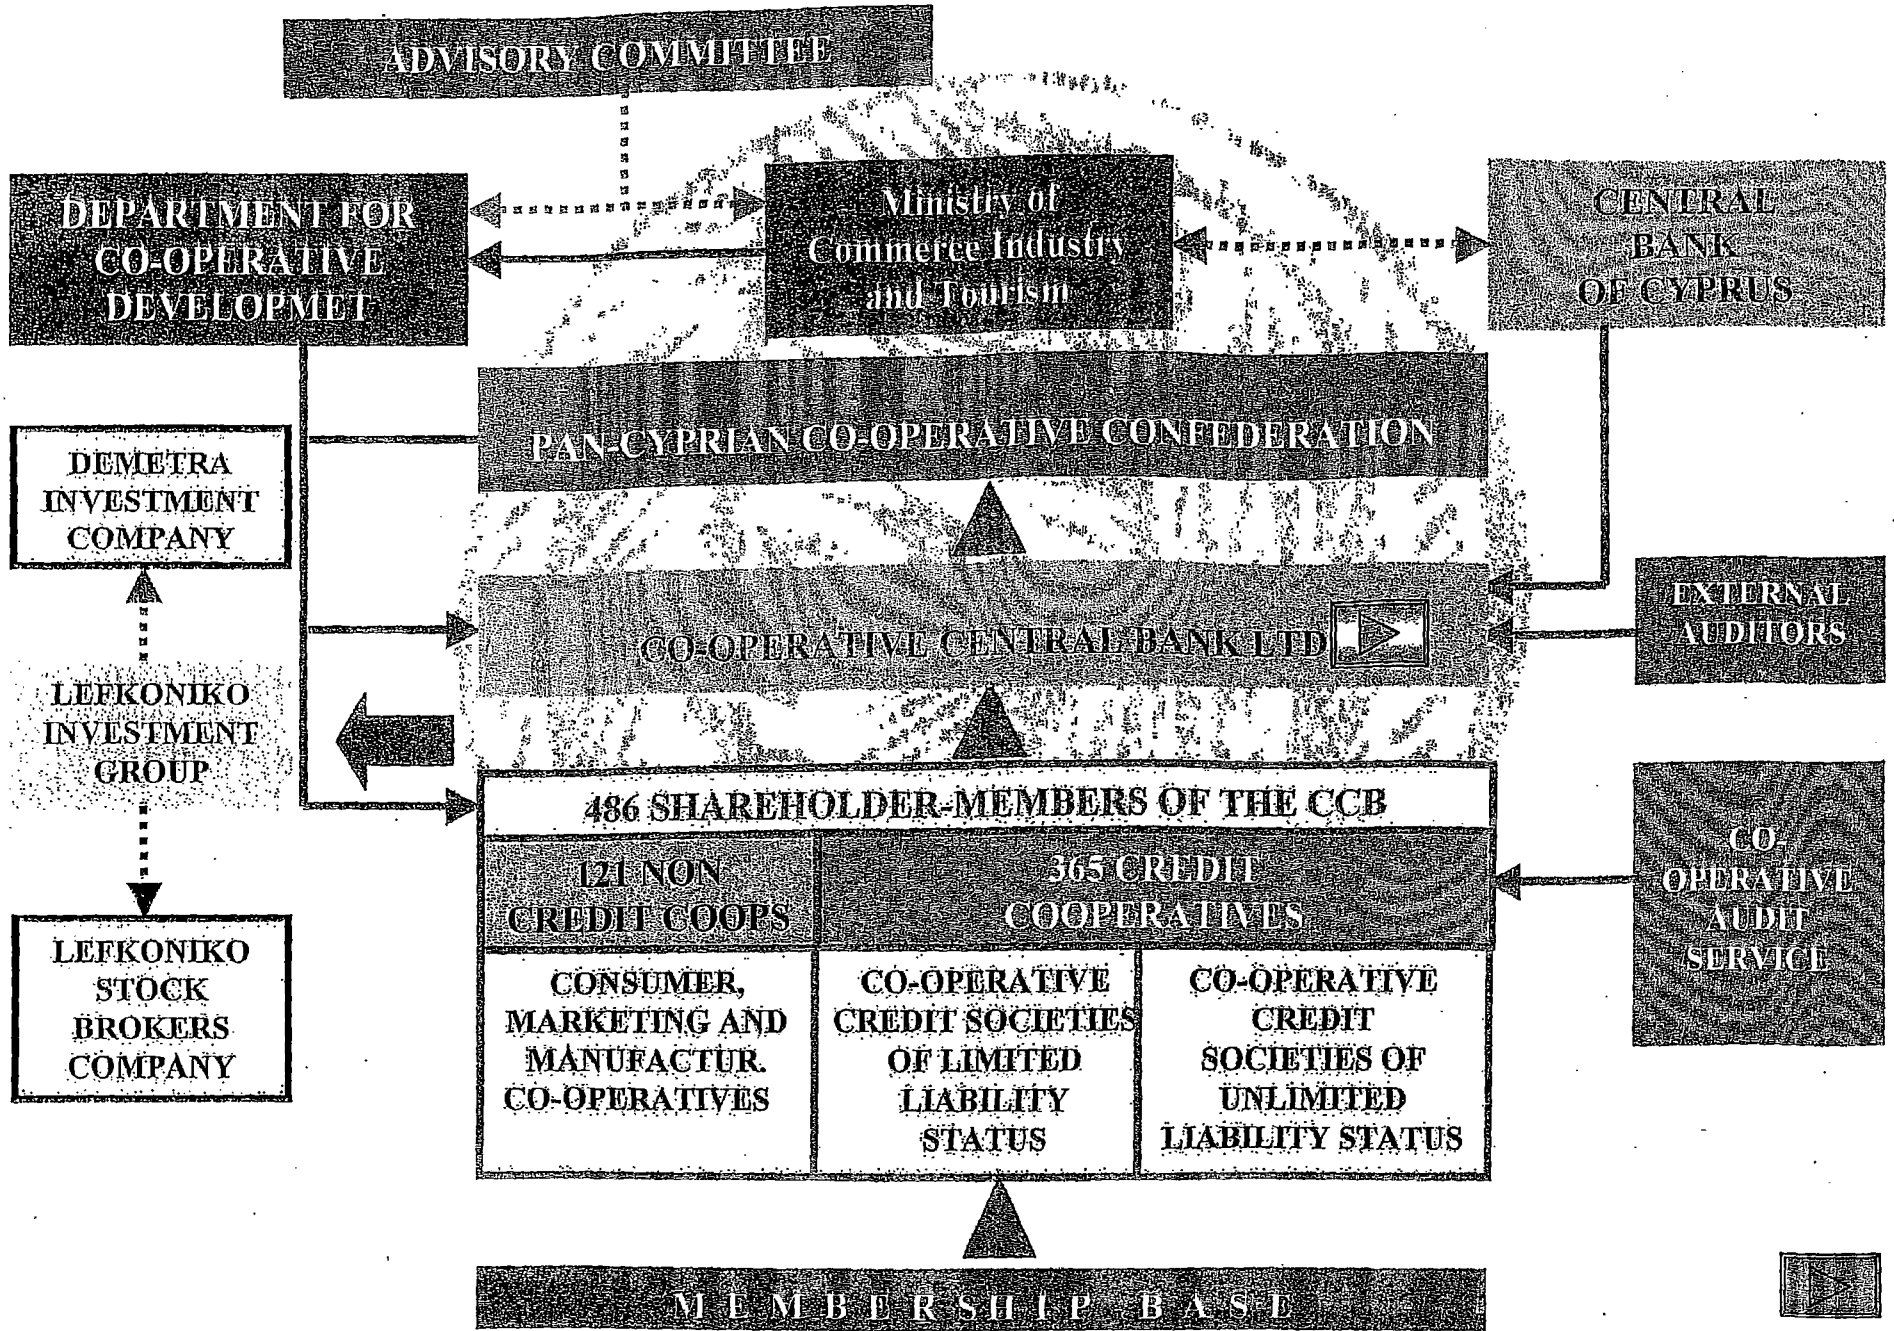 ADVISORY COMMITTEE
DEPARTMENT FOR
CO-OPERATIVE
DEVELOPMET
Ministry of
Commerce Industry
and Tourism
CENTRAL
BANK
OF CYPRUS
PAN-CYPRIAN CO-OPERATIVE CONFEDERATION
DEMETRA
INVESTMENT
COMPANY
CO-OPERATIVE CENTRAL BANK LTD
EXTERNAL
AUDITORS
LEFKONIKO
INVESTMENT
GROUP
486 SHAREHOLDER-MEMBERS OF THE CCB
121 NON
CREDIT COOPS
365 CREDIT
COOPERATIVES
CO-
OPERATIVE
AUDIT
SERVICE
LEFKONIKO
STOCK
BROKERS
COMPANY
CONSUMER,
MARKETING AND
MANUFACTUR.
CO-OPERATIVES
CO-OPERATIVE
CREDIT SOCIETIES
OF LIMITED
LIABILITY
STATUS
CO-OPERATIVE
CREDIT
SOCIETIES OF
UNLIMITED
LIABILITY STATUS
MEMBERSHIP BASE